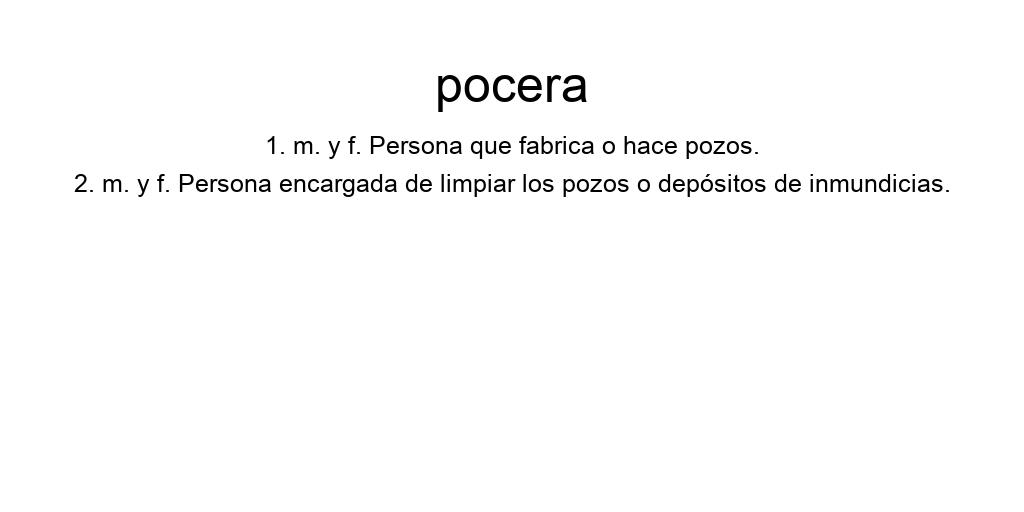 pocera
1. m. y f. Persona que fabrica o hace pozos.
2. m. y f. Persona encargada de limpiar los pozos o depósitos de inmundicias.